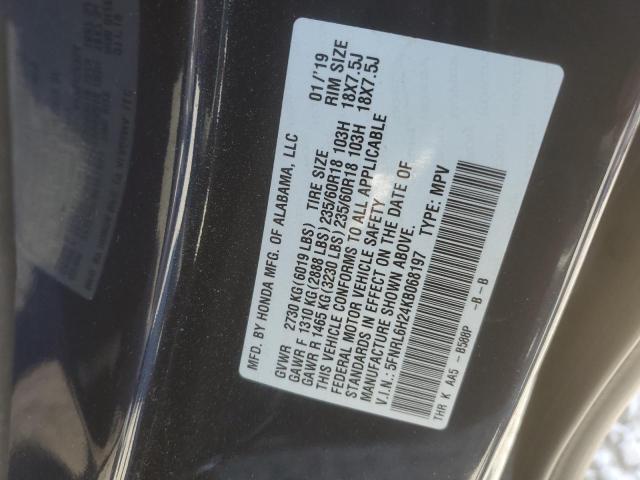 MFD. BY HONDA MFG. OF ALABAMA, LLC 01/'19
GVWR 2730 KG(6019 LBS) TIRE SIZE RIM SIZE
GAWR F 1310 KG(2888 LBS)235/60R18 103H 18X7.5J
GAWR R 1465 KG(3230 LBS)235/60R18 103H 18X7.5J
THIS VEHICLE CONFORMS TO ALL APPLICABLE
FEDERAL MOTOR VEHICLE SAFETY
STANDARDS IN EFFECT ON THE DATE OF
MANUFACTURE SHOWN ABOVE.
V.I.N.:5FNRL6H24KB068197 TYPE: MPV
THR K AA5 - B588P -B -B